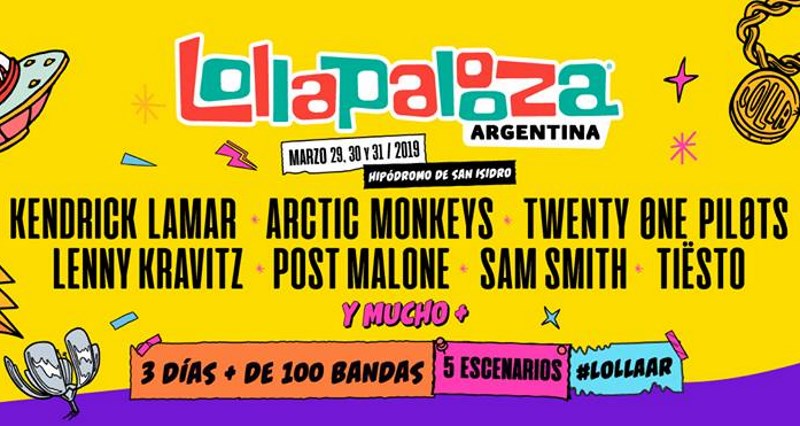 Lollapalooza
ARGENTINA
MARZO 29, 30 y 31 / 2019
HIPÓDROMO DE SAN ISIDRO
KENDRICK LAMAR * ARCTIC MONKEYS * TWENTY ØNE PILØTS
LENNY KRAVITZ * POST MALONE * SAM SMITH * TIËSTO
Y MUCHO +
3 DÍAS + DE 100 BANDAS
5 ESCENARIOS
#LOLLAAR
LOLLA